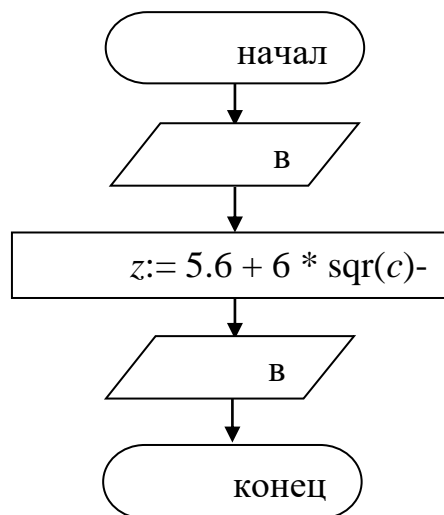 начал
в
z:= 5.6 + 6 * sqr(c)-
в
конец